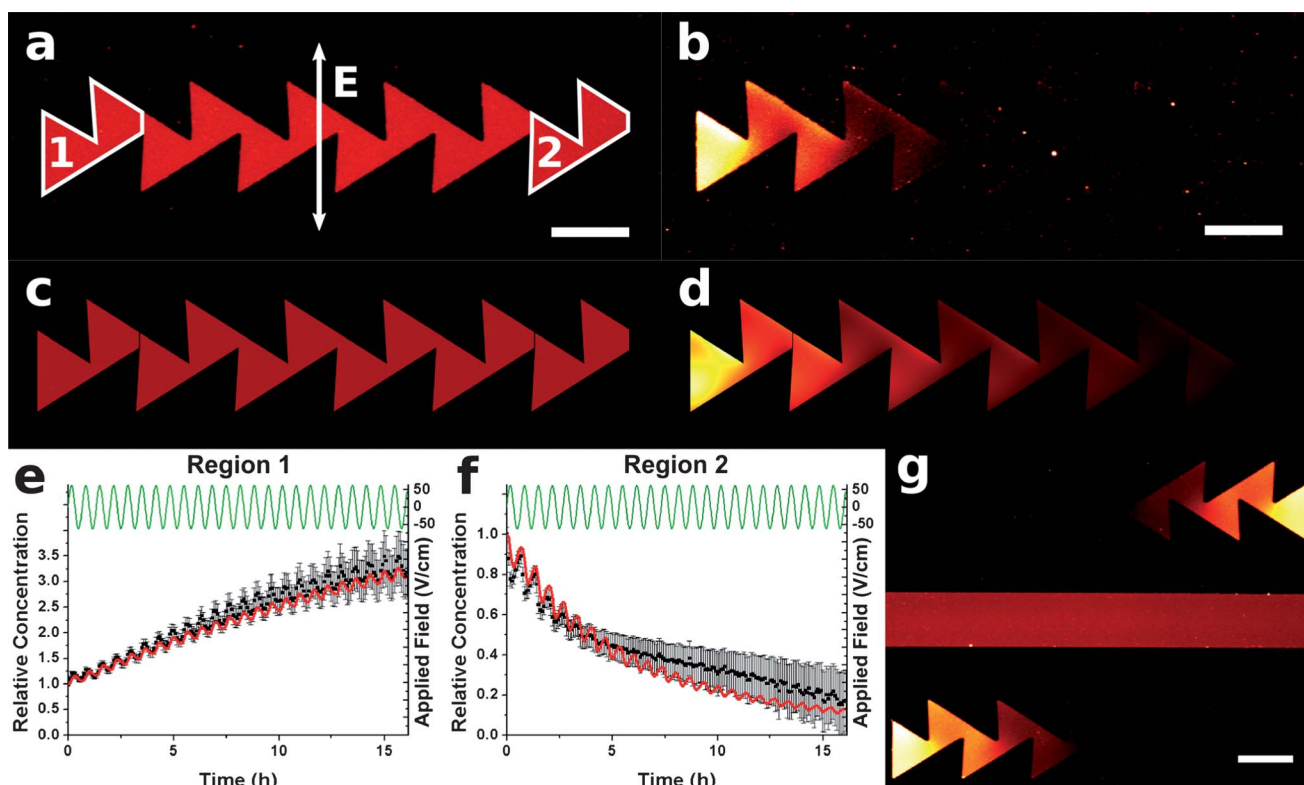 a
b
E
1
2
c
d
e
Region 1
f
Region 2
g
Relative Concentration
3.5
3.0
2.5
2.0
1.5
1.0
0.5
0.0
0
5
10
15
Time (h)
50
0
-50
Applied Field (V/cm)
Relative Concentration
1.0
0.8
0.6
0.4
0.2
0.0
0
5
10
15
Time (h)
50
0
-50
Applied Field (V/cm)